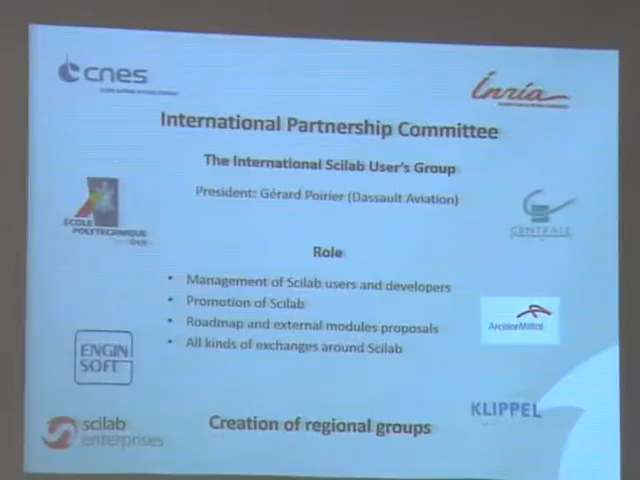 cnes
Inria
International Partnership Committee
The International Scilab User's Group
President: Gérard Poirier (Dassault Aviation)
ÉCOLE
POLYTECHNIQUE
CENTRALE
Role
• Management of Scilab users and developers
• Promotion of Scilab
• Roadmap and external modules proposals
• All kinds of exchanges around Scilab
ArcelorMittal
ENGIN
SOFT
KLIPPEL
scilab
enterprises
Creation of regional groups